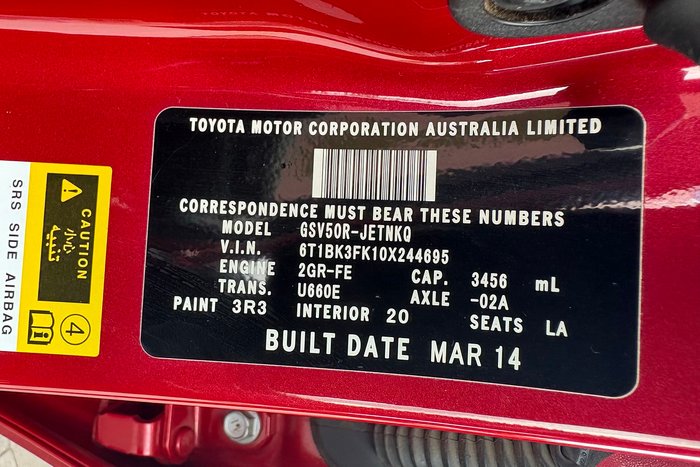 TOYOTA MOTOR CORPORATION AUSTRALIA LIMITED
CORRESPONDENCE MUST BEAR THESE NUMBERS
MODEL GSV50R-JETNKQ
V.I.N. 6T1BK3FK10X244695
ENGINE 2GR-FE CAP. 3456 mL
TRANS. U660E AXLE -02A
PAINT 3R3 INTERIOR 20 SEATS LA
BUILT DATE MAR 14
CAUTION
تنبيه
SRS SIDE AIRBAG
4